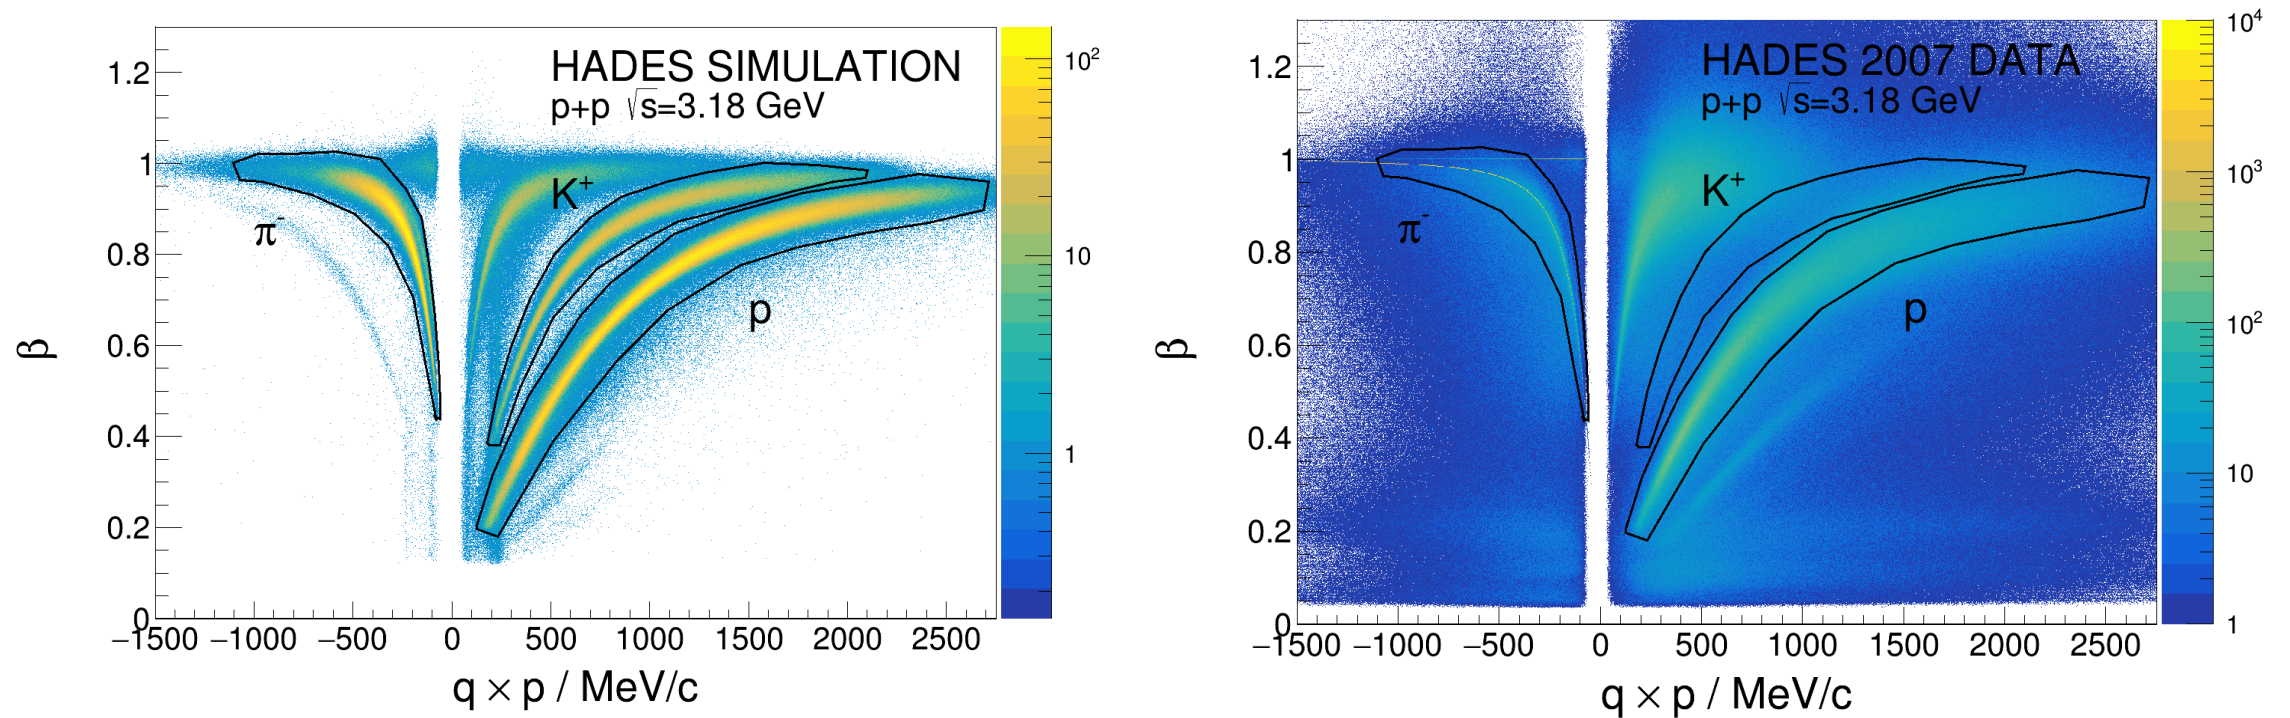 HADES SIMULATION
p+p √s=3.18 GeV
K⁺
π⁻
p
β
1.2
1
0.8
0.6
0.4
0.2
0
−1500 −1000 −500 0 500 1000 1500 2000 2500
q × p / MeV/c
10²
10
1
HADES 2007 DATA
p+p √s=3.18 GeV
K⁺
π⁻
p
β
1.2
1
0.8
0.6
0.4
0.2
0
−1500 −1000 −500 0 500 1000 1500 2000 2500
q × p / MeV/c
10⁴
10³
10²
10
1